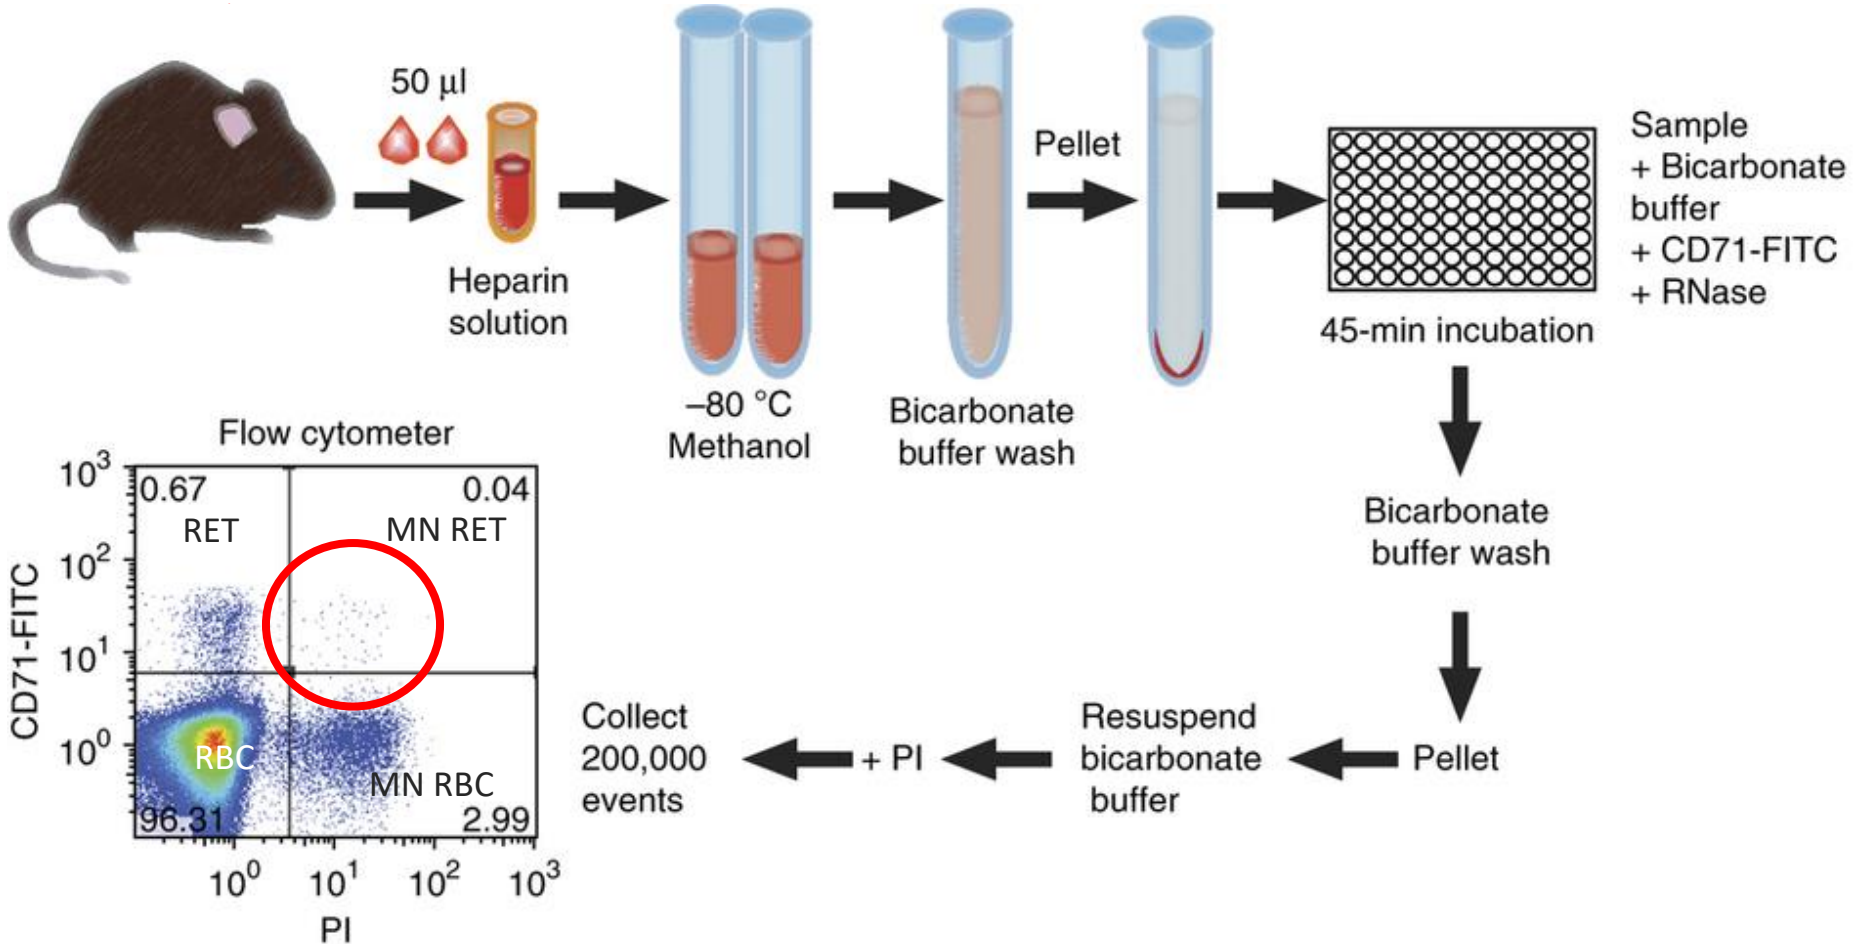 50 µl
Heparin
solution
–80 °C
Methanol
Bicarbonate
buffer wash
Pellet
Sample
+ Bicarbonate
buffer
+ CD71-FITC
+ RNase
45-min incubation
Bicarbonate
buffer wash
Pellet
Resuspend
bicarbonate
buffer
+ PI
Collect
200,000
events
Flow cytometer
10³
10²
10¹
10⁰
CD71-FITC
0.67
0.04
RET
MN RET
RBC
MN RBC
96.31
2.99
10⁰
10¹
10²
10³
PI